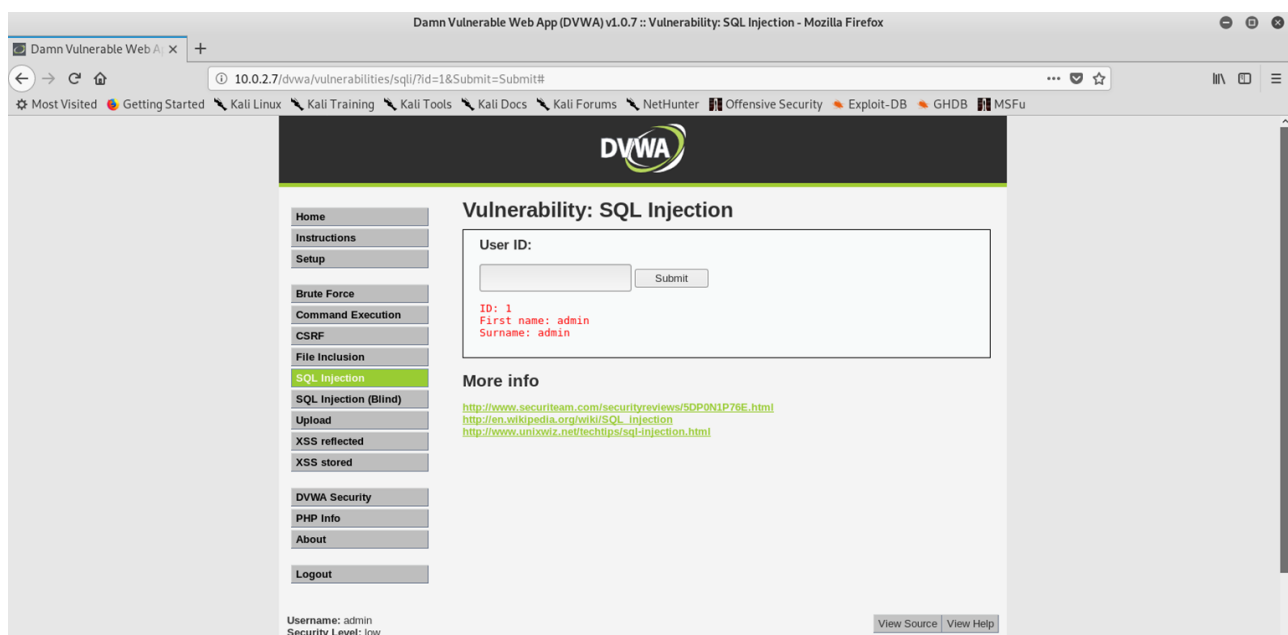 Damn Vulnerable Web App (DVWA) v1.0.7 :: Vulnerability: SQL Injection - Mozilla Firefox
Damn Vulnerable Web A
10.0.2.7/dvwa/vulnerabilities/sqli/?id=1&Submit=Submit#
Most Visited Getting Started Kali Linux Kali Training Kali Tools Kali Docs Kali Forums NetHunter Offensive Security Exploit-DB GHDB MSFu
DVWA
Home
Instructions
Setup
Brute Force
Command Execution
CSRF
File Inclusion
SQL Injection
SQL Injection (Blind)
Upload
XSS reflected
XSS stored
DVWA Security
PHP Info
About
Logout
Vulnerability: SQL Injection
User ID:
Submit
ID: 1
First name: admin
Surname: admin
More info
http://www.securiteam.com/securityreviews/5DP0N1P76E.html
http://en.wikipedia.org/wiki/SQL_injection
http://www.unixwiz.net/techtips/sql-injection.html
Username: admin
Security Level: low
View Source View Help